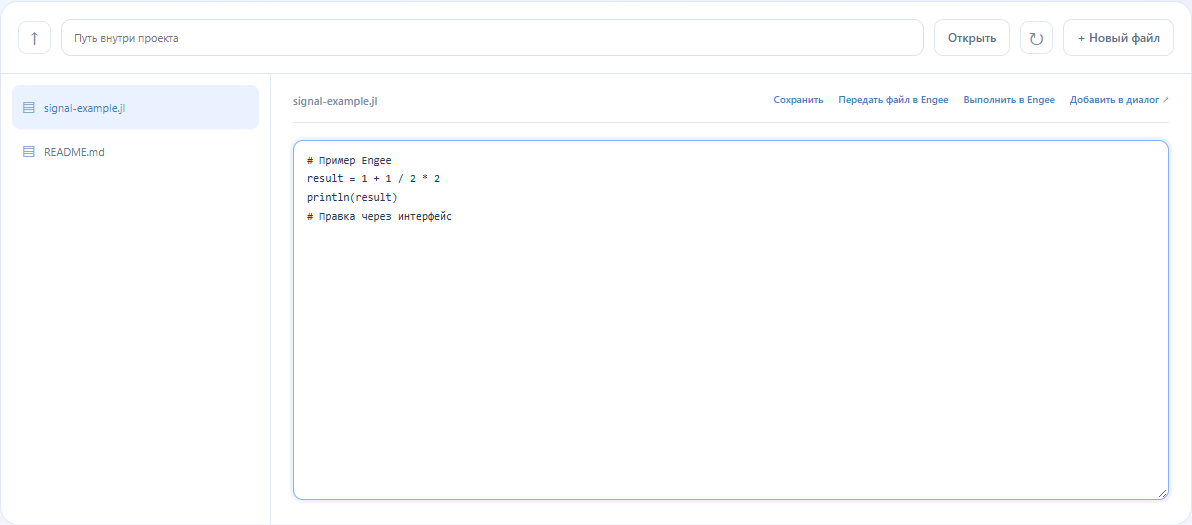 ↑ Путь внутри проекта Открыть ↻ + Новый файл
signal-example.jl
README.md
signal-example.jl Сохранить Передать файл в Engee Выполнить в Engee Добавить в диалог ↗
# Пример Engee
result = 1 + 1 / 2 * 2
println(result)
# Правка через интерфейс